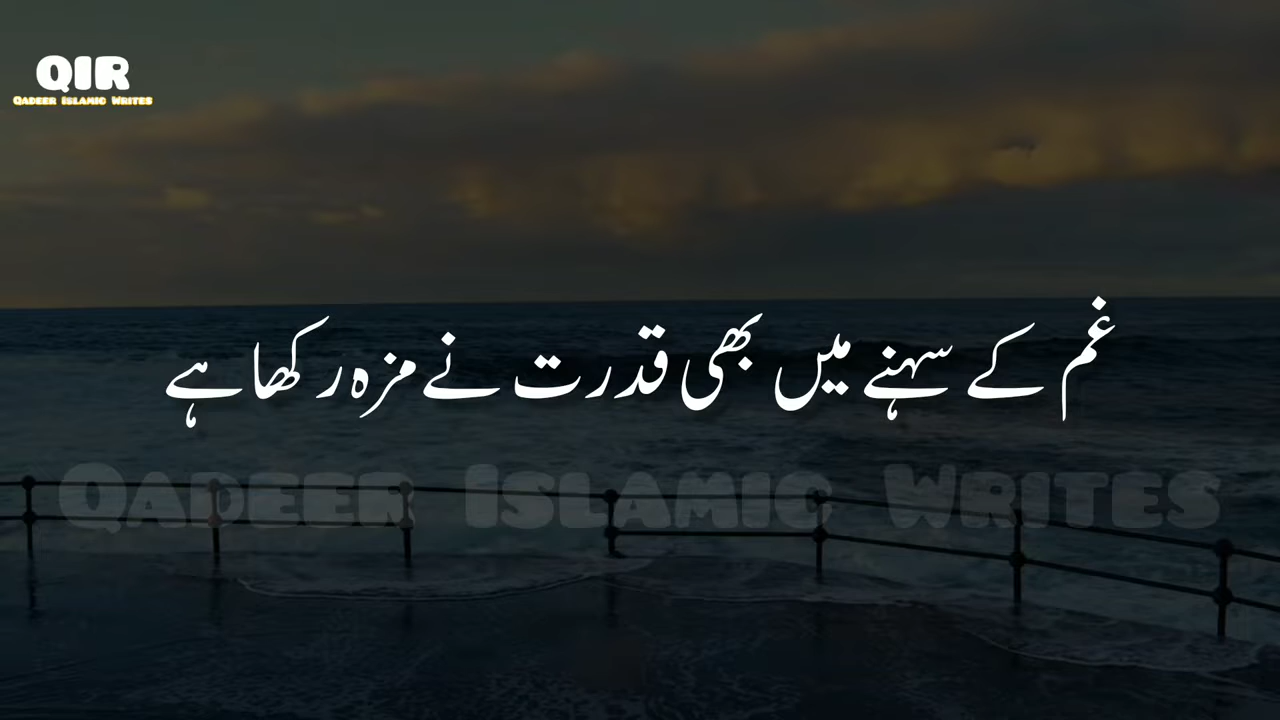 QIR
Qadeer Islamic Writes
غم کے سہنے میں بھی قدرت نے مزہ رکھا ہے
Qadeer Islamic Writes